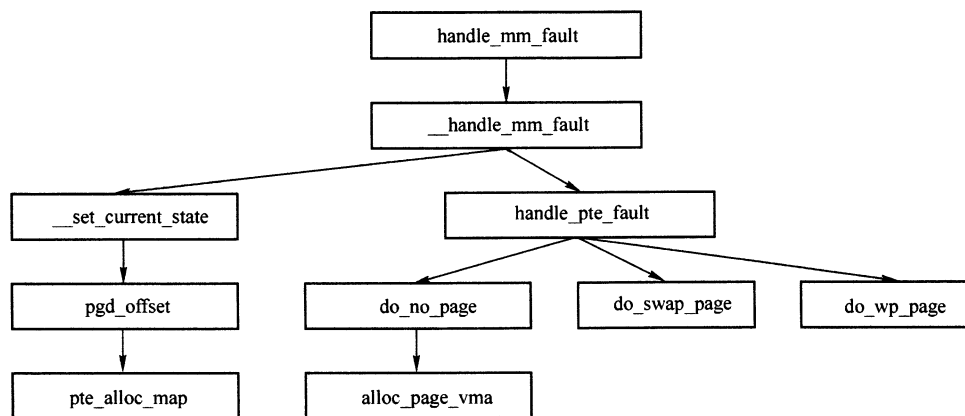 handle_mm_fault
__handle_mm_fault
__set_current_state
handle_pte_fault
pgd_offset
do_no_page
do_swap_page
do_wp_page
pte_alloc_map
alloc_page_vma